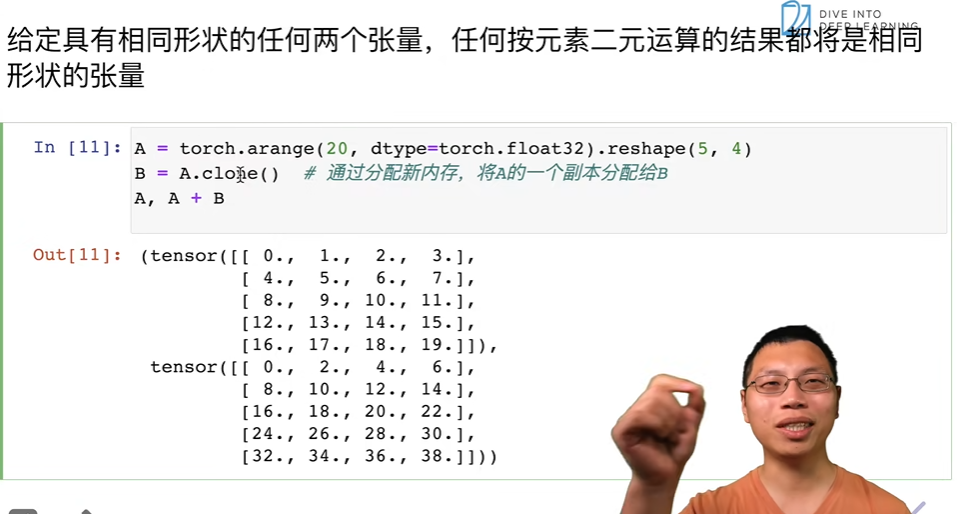 DIVE INTO
DEEP LEARNING
给定具有相同形状的任何两个张量，任何按元素二元运算的结果都将是相同
形状的张量
In [11]: A = torch.arange(20, dtype=torch.float32).reshape(5, 4)
B = A.clone()  # 通过分配新内存，将A的一个副本分配给B
A, A + B
Out[11]: (tensor([[ 0.,  1.,  2.,  3.],
[ 4.,  5.,  6.,  7.],
[ 8.,  9., 10., 11.],
[12., 13., 14., 15.],
[16., 17., 18., 19.]]),
tensor([[ 0.,  2.,  4.,  6.],
[ 8., 10., 12., 14.],
[16., 18., 20., 22.],
[24., 26., 28., 30.],
[32., 34., 36., 38.]]))